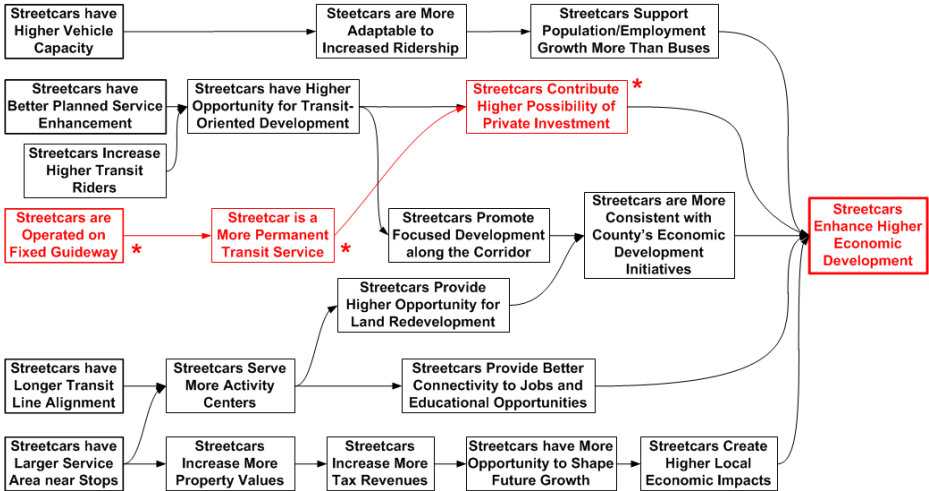 Streetcars have
Higher Vehicle
Capacity
Streetcars are More
Adaptable to
Increased Ridership
Streetcars Support
Population/Employment
Growth More Than Buses
Streetcars have
Better Planned Service
Enhancement
Streetcars have Higher
Opportunity for Transit-
Oriented Development
Streetcars Contribute
Higher Possibility of
Private Investment
*
Streetcars Increase
Higher Transit
Riders
Streetcars are
Operated on
Fixed Guideway
*
Streetcar is a
More Permanent
Transit Service
*
Streetcars Promote
Focused Development
along the Corridor
Streetcars are More
Consistent with
County's Economic
Development
Initiatives
Streetcars
Enhance Higher
Economic
Development
Streetcars Provide
Higher Opportunity for
Land Redevelopment
Streetcars have
Longer Transit
Line Alignment
Streetcars Serve
More Activity
Centers
Streetcars Provide Better
Connectivity to Jobs and
Educational Opportunities
Streetcars have
Larger Service
Area near Stops
Streetcars
Increase More
Property Values
Streetcars
Increase More
Tax Revenues
Streetcars have More
Opportunity to Shape
Future Growth
Streetcars Create
Higher Local
Economic Impacts